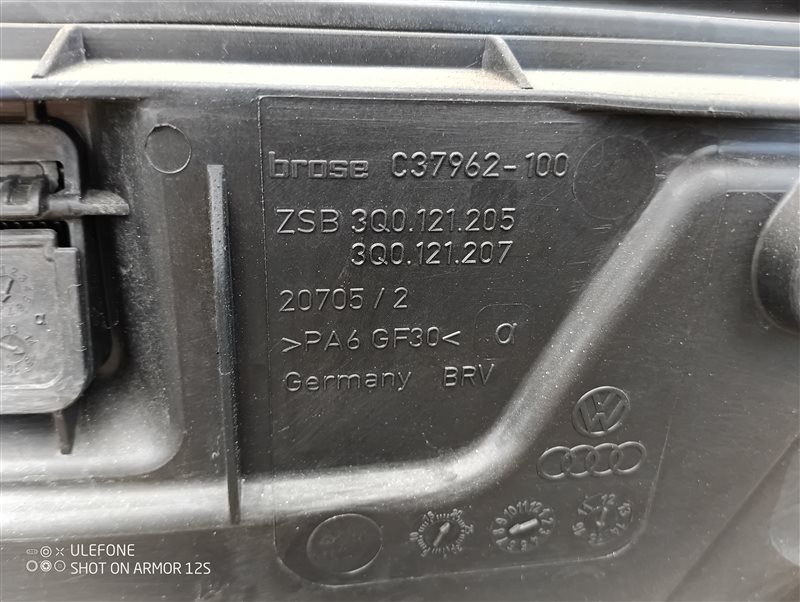 brose C37962-100
ZSB 3Q0.121.205
3Q0.121.207
20705/2
>PA6 GF30< a
Germany BRV
ULEFONE
SHOT ON ARMOR 12S